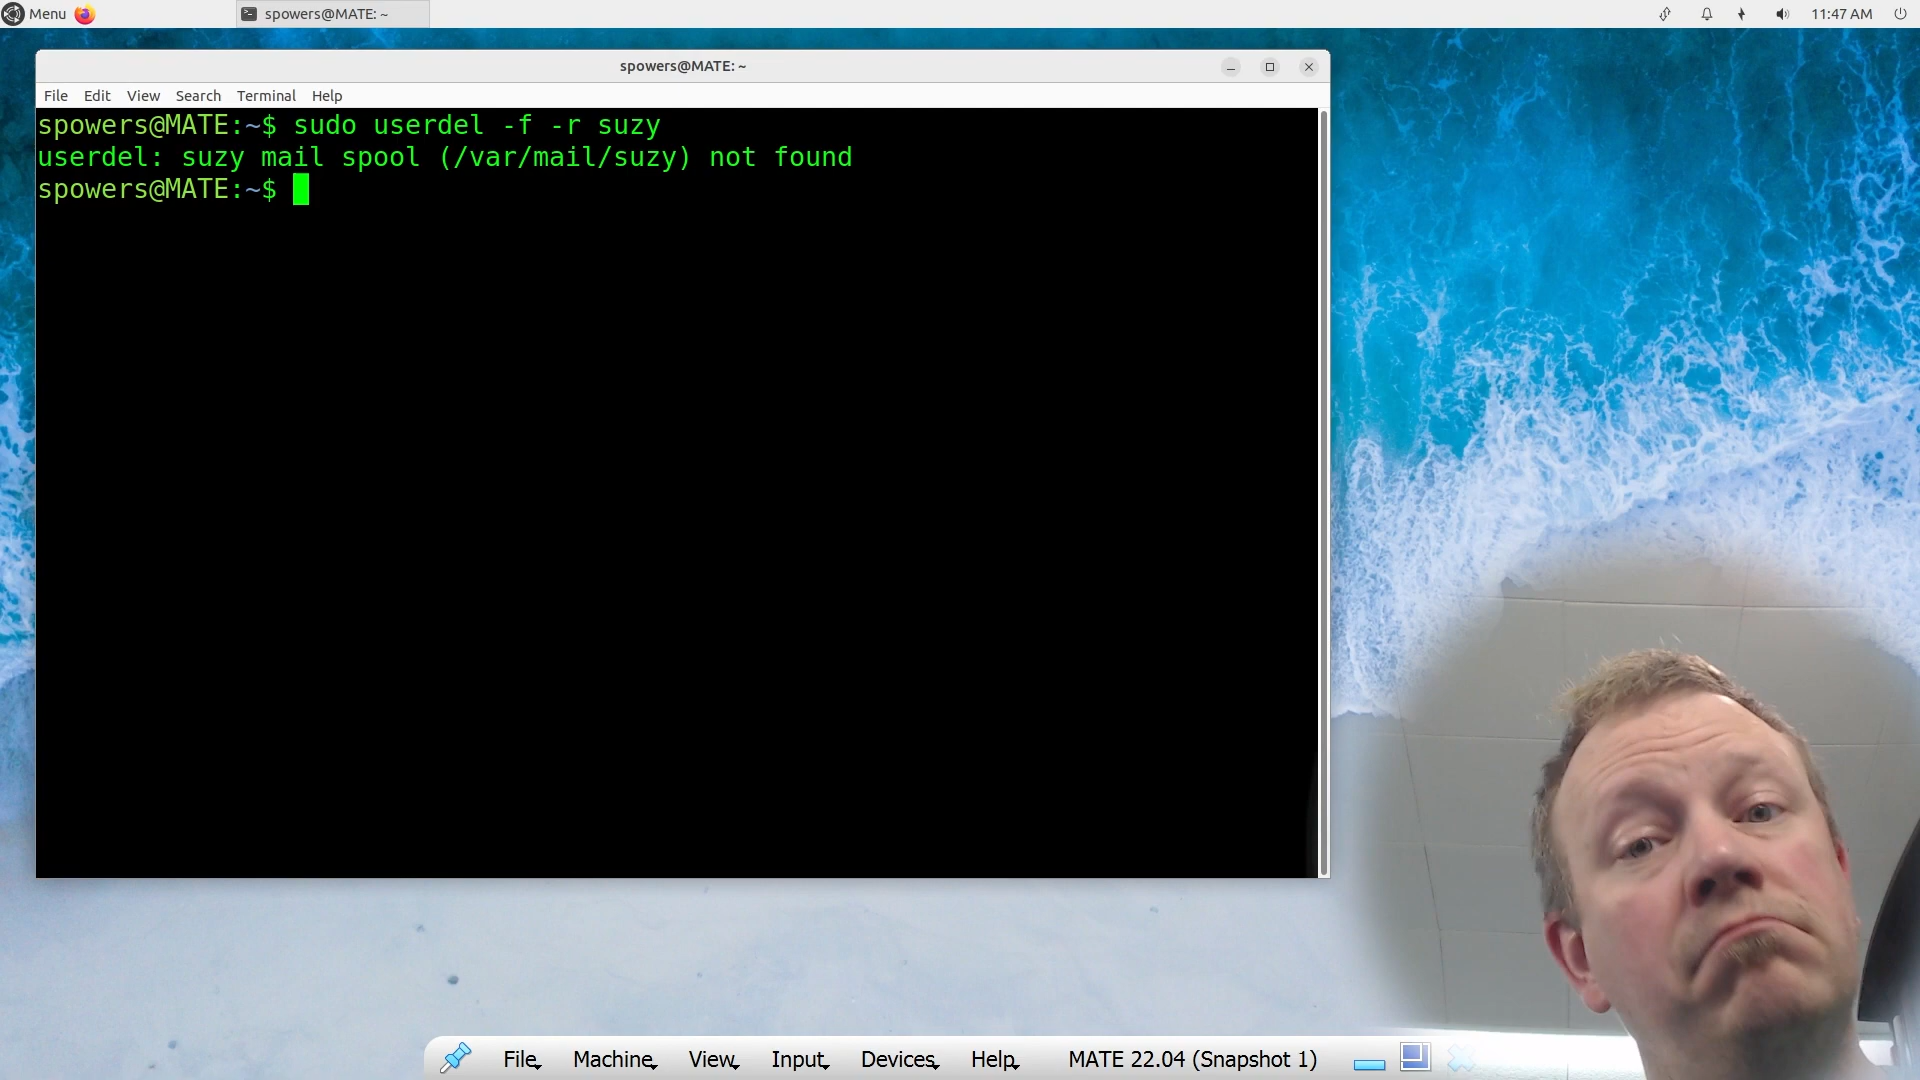 Menu
spowers@MATE: ~
11:47 AM
spowers@MATE: ~
File Edit View Search Terminal Help
spowers@MATE:~$ sudo userdel -f -r suzy
userdel: suzy mail spool (/var/mail/suzy) not found
spowers@MATE:~$
File Machine View Input Devices Help MATE 22.04 (Snapshot 1)